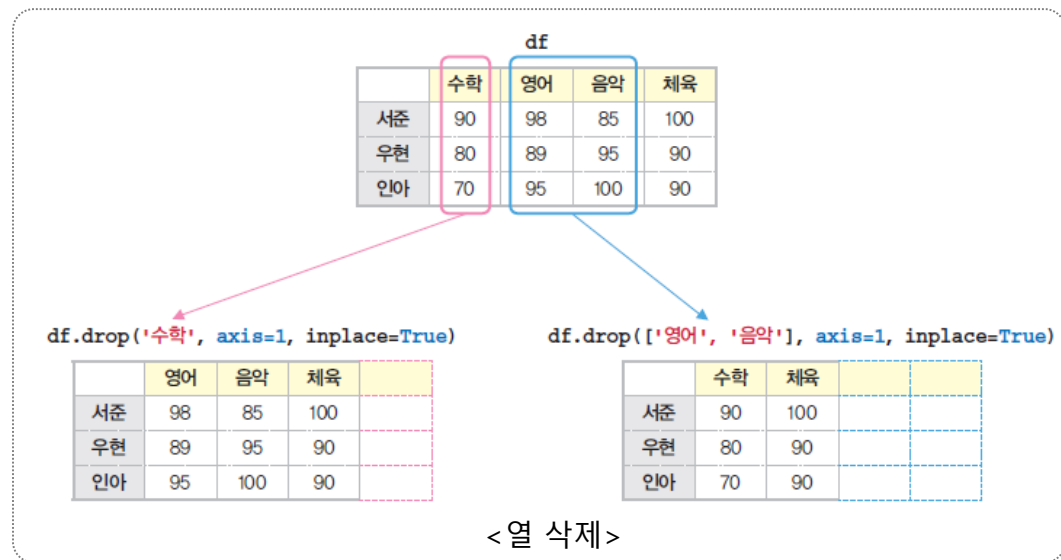 df
수학 영어 음악 체육
서준 90 98 85 100
우현 80 89 95 90
인아 70 95 100 90
df.drop('수학', axis=1, inplace=True)
영어 음악 체육
서준 98 85 100
우현 89 95 90
인아 95 100 90
df.drop(['영어', '음악'], axis=1, inplace=True)
수학 체육
서준 90 100
우현 80 90
인아 70 90
<열 삭제>